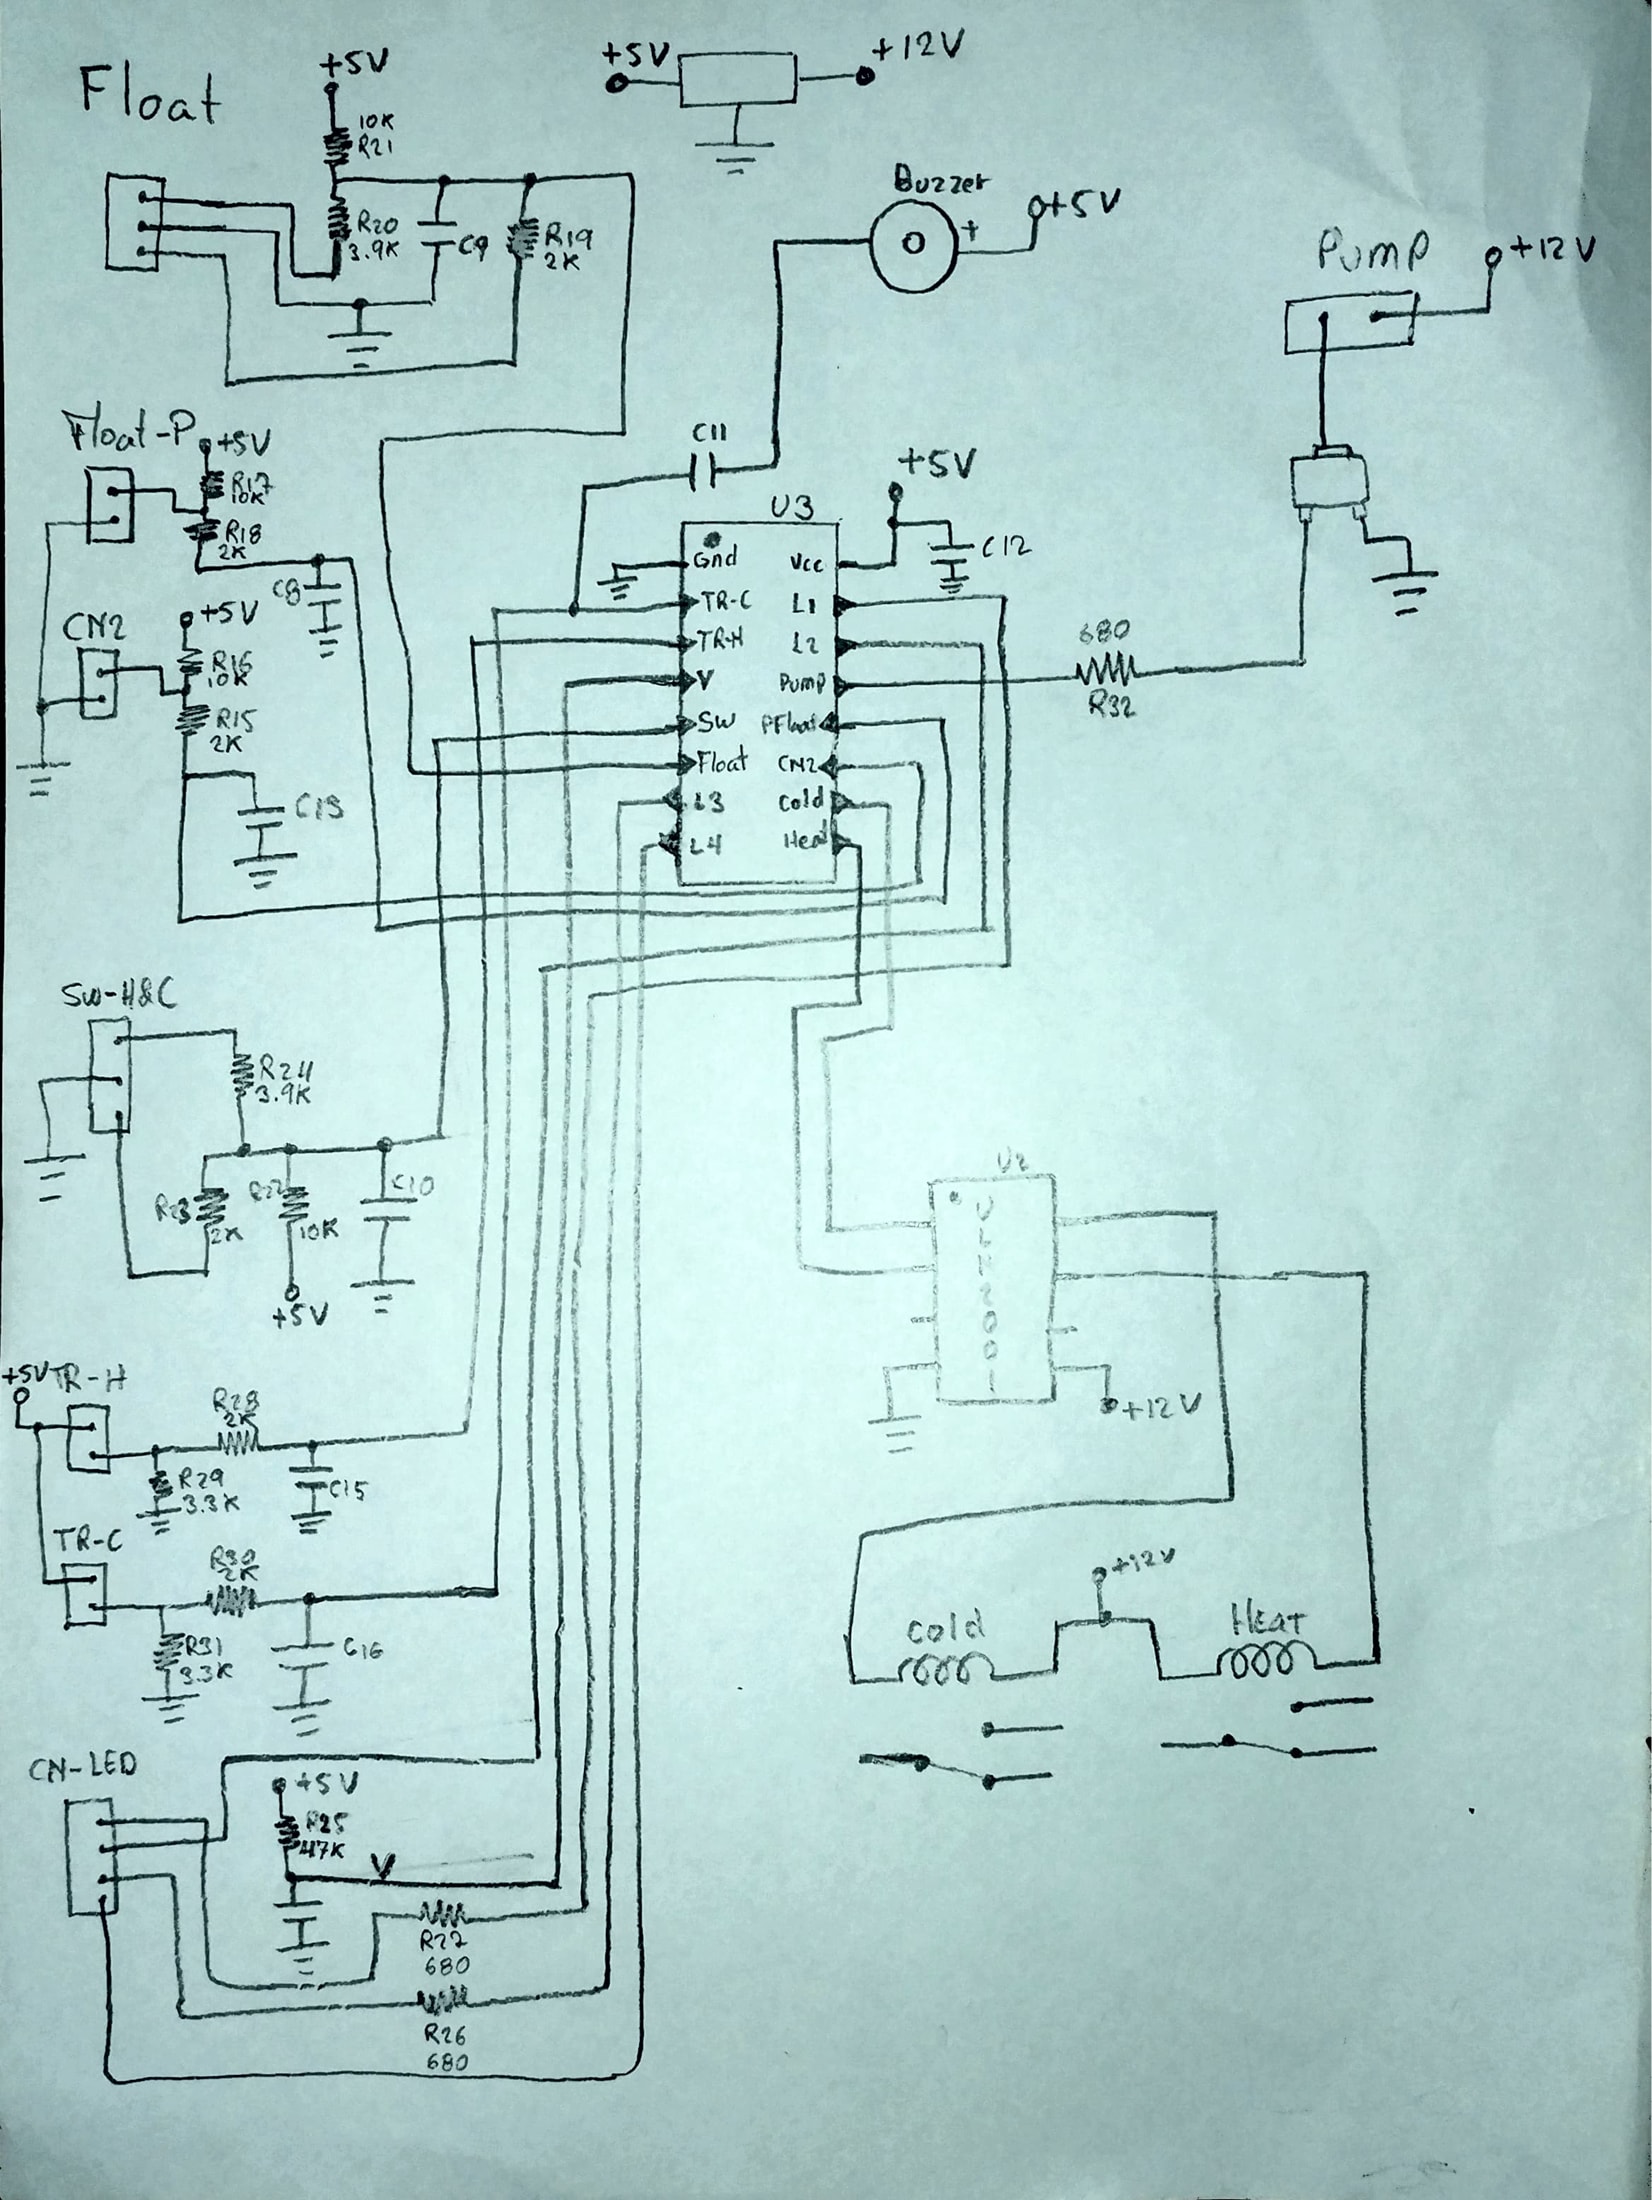 Float
+5V
10K
R21
R20
3.9K
C9
R19
2K
+5V
+12V
Buzzer
+
+5V
Pump
+12V
Float-P
+5V
R17
10K
R18
2K
C8
CN2
+5V
R16
10K
R15
2K
C13
C11
U3
+5V
C12
Gnd
Vcc
TR-C
L1
TR-H
L2
V
Pump
SW
PFloat
Float
CN2
L3
Cold
L4
680
R32
SW-H&C
R24
3.9K
R23
2K
R22
10K
C10
+5V
U2
U
L
N
2
0
0
1
+12V
+5V
TR-H
R28
2K
R29
3.3K
C15
TR-C
R30
2K
R31
3.3K
C16
+12V
Cold
Heat
CN-LED
+5V
R25
47K
V
R27
680
R26
680